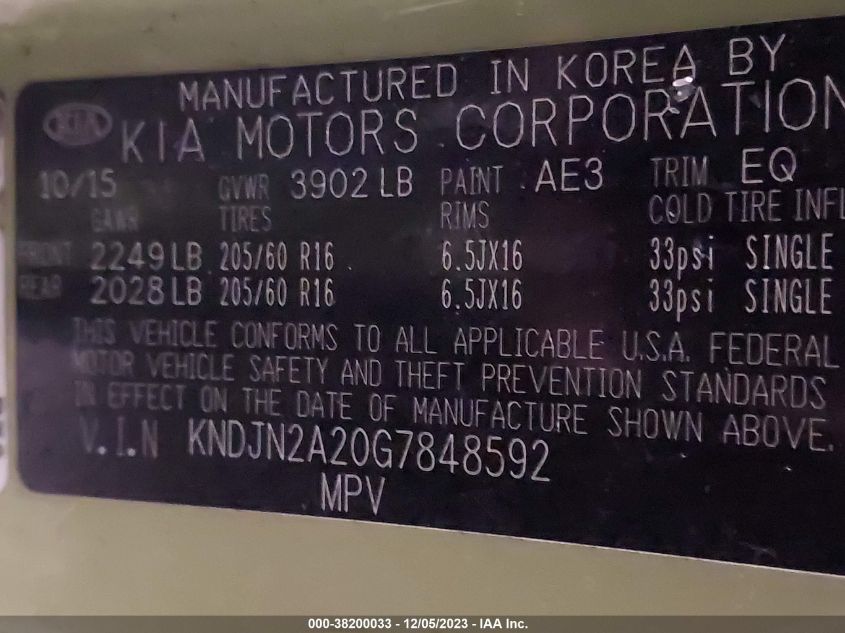 MANUFACTURED IN KOREA BY
KIA KIA MOTORS CORPORATION
10/15 GVWR 3902 LB PAINT AE3 TRIM EQ
GAWR TIRES RIMS COLD TIRE INFL
FRONT 2249 LB 205/60 R16 6.5JX16 33psi SINGLE
REAR 2028 LB 205/60 R16 6.5JX16 33psi SINGLE
THIS VEHICLE CONFORMS TO ALL APPLICABLE U.S.A. FEDERAL
MOTOR VEHICLE SAFETY AND THEFT PREVENTION STANDARDS
IN EFFECT ON THE DATE OF MANUFACTURE SHOWN ABOVE.
V.I.N KNDJN2A20G7848592
MPV
000-38200033 - 12/05/2023 - IAA Inc.